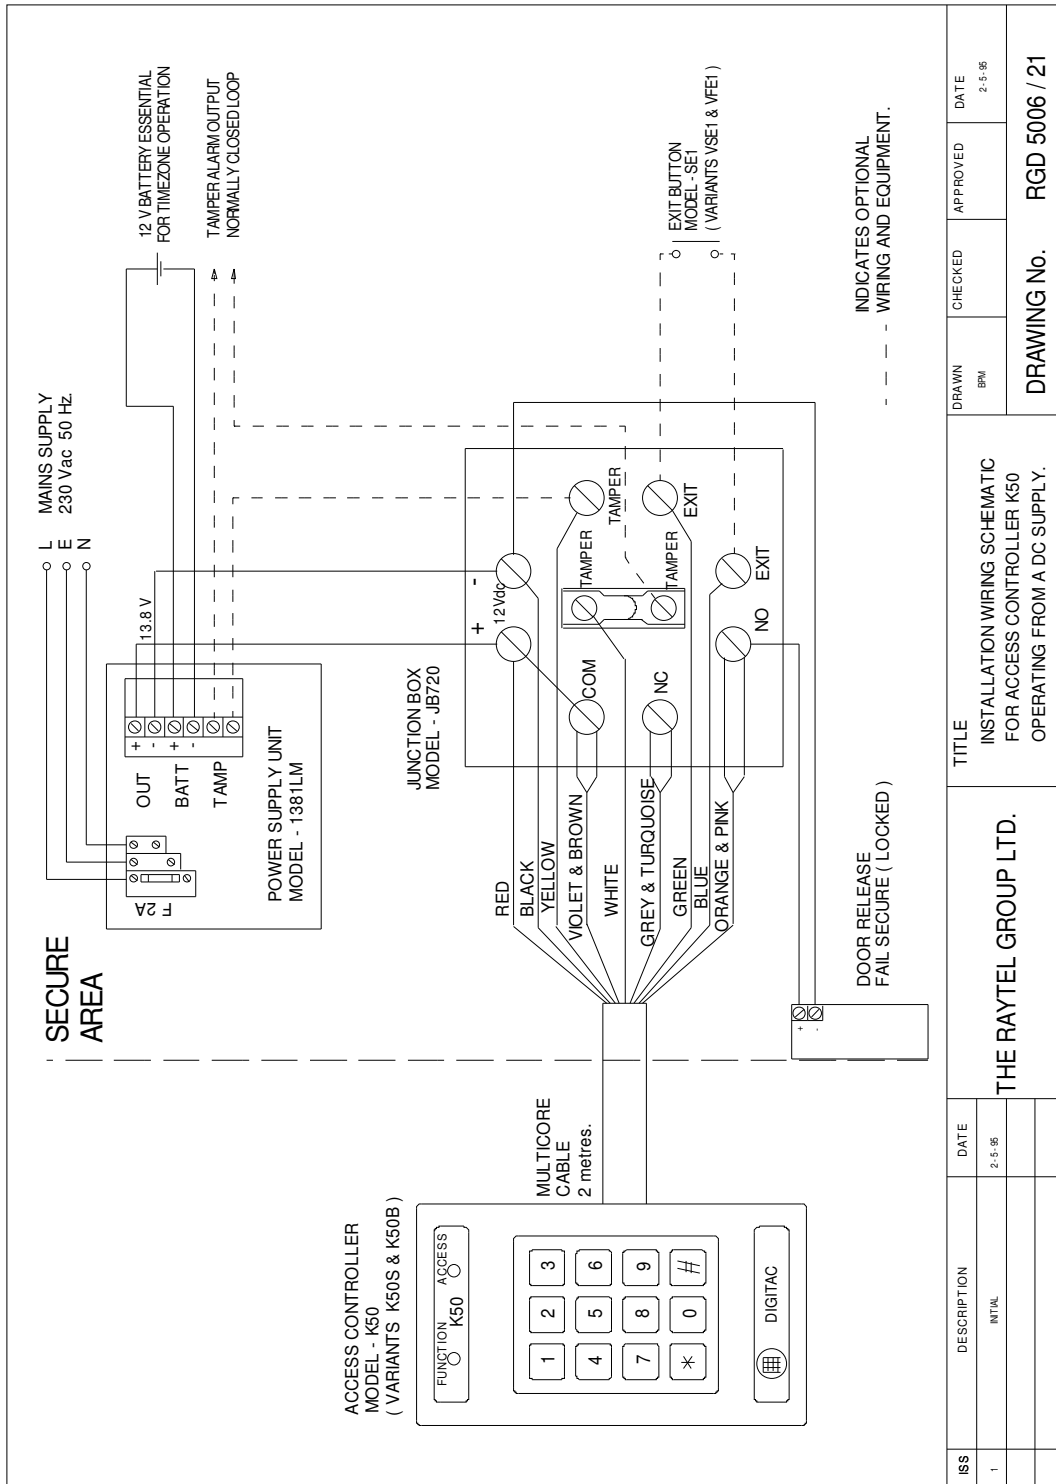 SECURE
AREA
MAINS SUPPLY
230 Vac 50 Hz.
L
E
N
12 V BATTERY ESSENTIAL
FOR TIMEZONE OPERATION
TAMPER ALARM OUTPUT
NORMALLY CLOSED LOOP
F 2A
OUT
BATT
TAMP
+
-
+
-
13.8 V
POWER SUPPLY UNIT
MODEL - 1381LM
ACCESS CONTROLLER
MODEL - K50
( VARIANTS K50S & K50B )
FUNCTION
ACCESS
K50
1
2
3
4
5
6
7
8
9
*
0
#
DIGITAC
MULTICORE
CABLE
2 metres.
JUNCTION BOX
MODEL - JB720
RED
BLACK
YELLOW
VIOLET & BROWN
WHITE
GREY & TURQUOISE
GREEN
BLUE
ORANGE & PINK
+
-
12Vdc
COM
NC
NO
TAMPER
TAMPER
TAMPER
EXIT
EXIT
EXIT BUTTON
MODEL - SE1
( VARIANTS VSE1 & VFE1 )
DOOR RELEASE
FAIL SECURE ( LOCKED )
+
-
INDICATES OPTIONAL
WIRING AND EQUIPMENT.
ISS
DESCRIPTION
DATE
1
INITIAL
2-5-95
THE RAYTEL GROUP LTD.
TITLE
INSTALLATION WIRING SCHEMATIC
FOR ACCESS CONTROLLER K50
OPERATING FROM A DC SUPPLY.
DRAWN
BPM
CHECKED
APPROVED
DATE
2-5-95
DRAWING No. RGD 5006 / 21